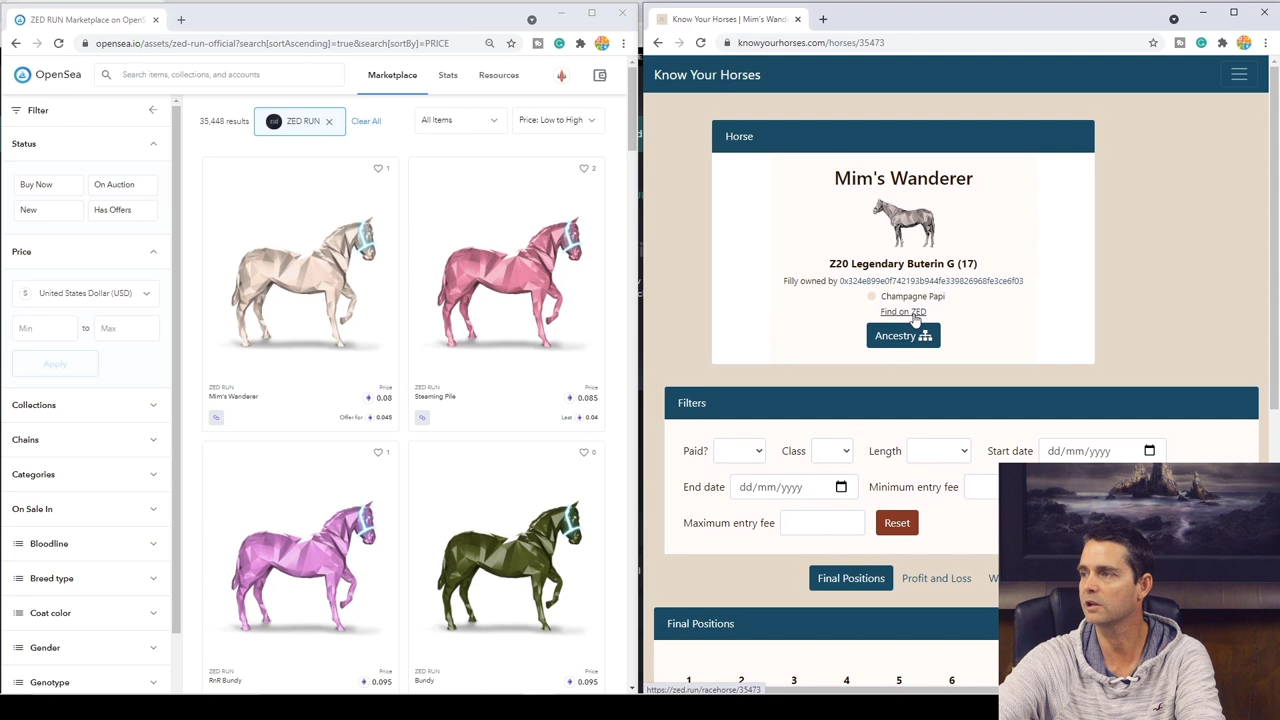 ZED RUN Marketplace on OpenS
opensea.io/assets/zed-run-official?search[sortAscending]=true&search[sortBy]=PRICE
OpenSea
Search items, collections, and accounts
Marketplace
Stats
Resources
Filter
35,448 results
ZED RUN
Clear All
All Items
Price: Low to High
Status
Buy Now
On Auction
New
Has Offers
Price
United States Dollar (USD)
Min
to
Max
Apply
Collections
Chains
Categories
On Sale In
Bloodline
Breed type
Coat color
Gender
Genotype
1
2
ZED RUN
Price
Mim's Wanderer
0.08
Offer for 0.045
ZED RUN
Price
Steaming Pile
0.085
Last 0.04
1
0
ZED RUN
Price
RnR Bundy
0.095
ZED RUN
Price
Bundy
0.095
Know Your Horses | Mim's Wand
knowyourhorses.com/horses/35473
Know Your Horses
Horse
Mim's Wanderer
Z20 Legendary Buterin G (17)
Filly owned by 0x324e899e0f742193b944fe339826968fe3ce6f03
Champagne Papi
Find on ZED
Ancestry
Filters
Paid?
Class
Length
Start date
dd/mm/yyyy
End date
dd/mm/yyyy
Minimum entry fee
Maximum entry fee
Reset
Final Positions
Profit and Loss
W
Final Positions
1 2 3 4 5 6
https://zed.run/racehorse/35473